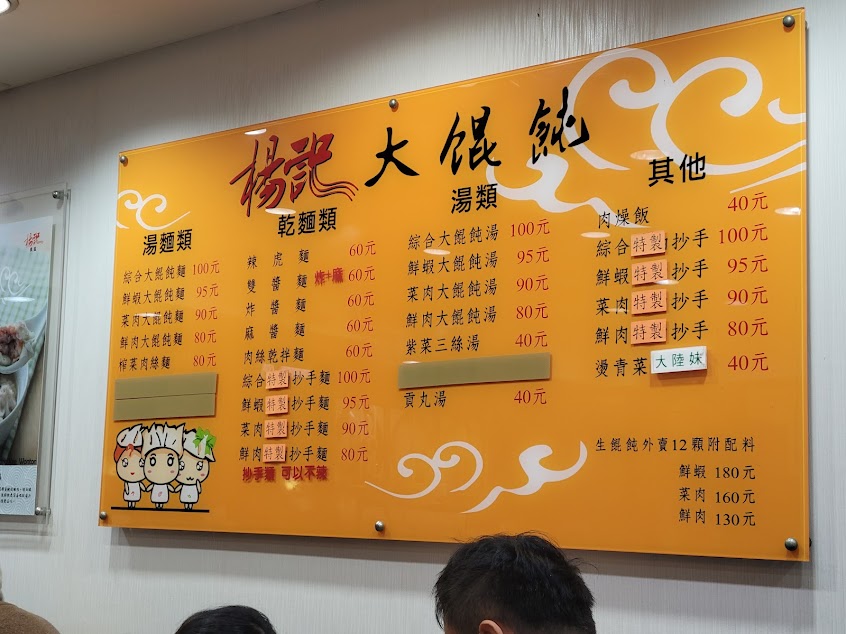 楊記大餛飩
湯麵類
綜合大餛飩麵 100元
鮮蝦大餛飩麵 95元
菜肉大餛飩麵 90元
鮮肉大餛飩麵 80元
榨菜肉絲麵 80元
乾麵類
辣虎麵 60元
雙醬麵 炸+麻 60元
炸醬麵 60元
麻醬麵 60元
肉絲乾拌麵 60元
綜合特製抄手麵 100元
鮮蝦特製抄手麵 95元
菜肉特製抄手麵 90元
鮮肉特製抄手麵 80元
抄手麵 可以不辣
湯類
綜合大餛飩湯 100元
鮮蝦大餛飩湯 95元
菜肉大餛飩湯 90元
鮮肉大餛飩湯 80元
紫菜三絲湯 40元
貢丸湯 40元
其他
肉燥飯 40元
綜合特製抄手 100元
鮮蝦特製抄手 95元
菜肉特製抄手 90元
鮮肉特製抄手 80元
燙青菜 大陸妹 40元
生餛飩外賣12顆附配料
鮮蝦 180元
菜肉 160元
鮮肉 130元
楊記